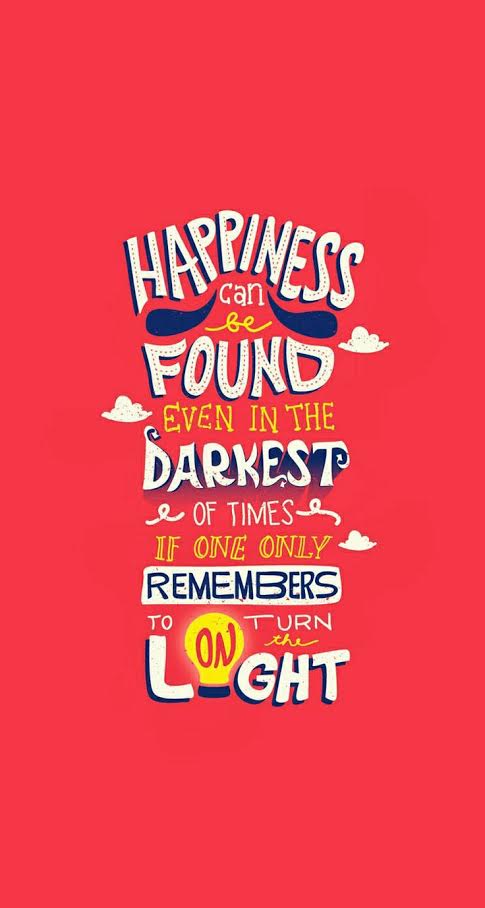 HAPPINESS
can
be
FOUND
EVEN IN THE
DARKEST
OF TIMES
IF ONE ONLY
REMEMBERS
TO TURN
ON the
LIGHT